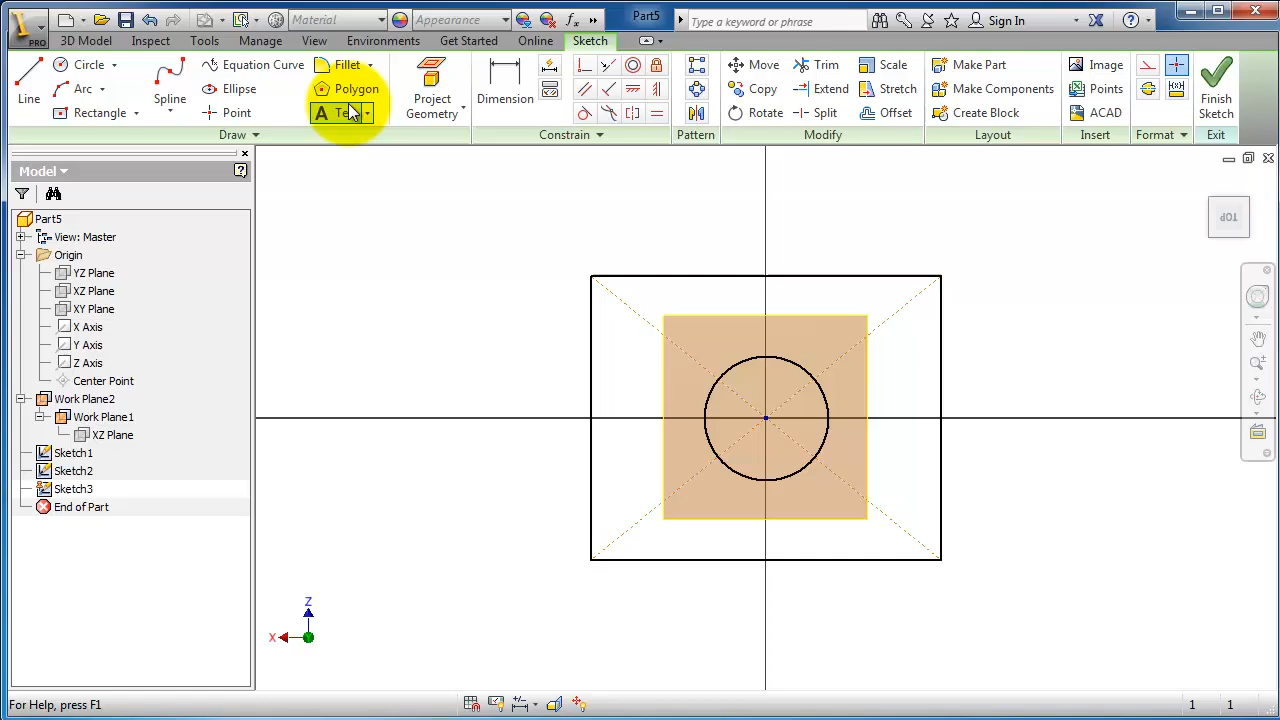 Material Appearance fx Part5 Type a keyword or phrase Sign In
PRO 3D Model Inspect Tools Manage View Environments Get Started Online Sketch
Line Circle Spline Equation Curve Fillet Project Geometry Dimension Move Trim Scale Make Part Image Finish Sketch
Arc Ellipse Polygon Copy Extend Stretch Make Components Points
Rectangle Point A Rotate Split Offset Create Block ACAD
Draw Constrain Pattern Modify Layout Insert Format Exit
Model
Part5
View: Master
Origin
YZ Plane
XZ Plane
XY Plane
X Axis
Y Axis
Z Axis
Center Point
Work Plane2
Work Plane1
XZ Plane
Sketch1
Sketch2
Sketch3
End of Part
TOP
Z
X
For Help, press F1 1 1